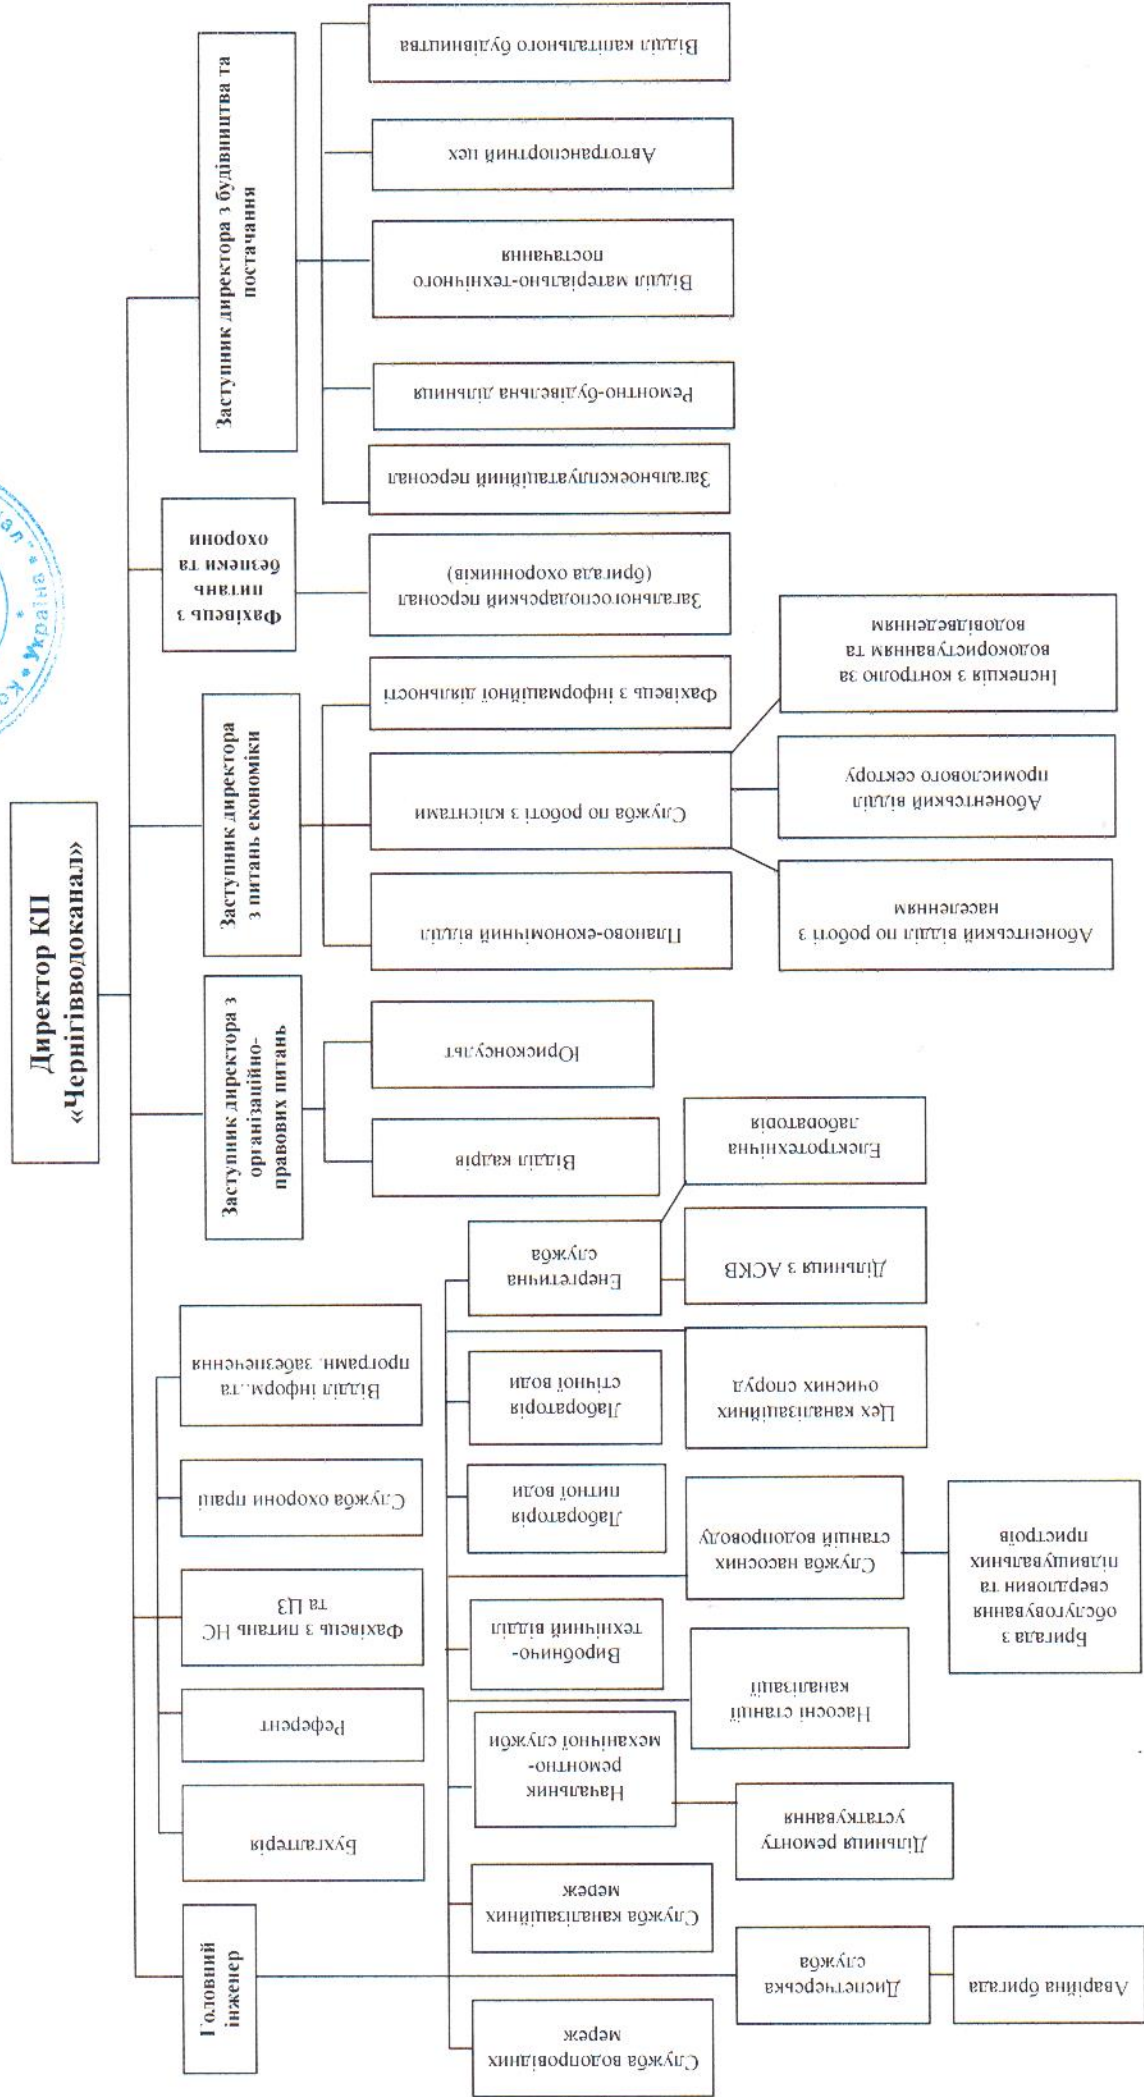 Директор КП
«Чернігівводоканал»
Головний
інженер
Заступник директора з
організаційно-
правових питань
Заступник директора
з питань економіки
Фахівець з
питань
безпеки та
охорони
Заступник директора з будівництва та
постачання
Бухгалтерія
Референт
Фахівець з питань НС
та ЦЗ
Служба охорони праці
Відділ інформ..та..
програмн. забезпечення
Служба водопровідних
мереж
Служба каналізаційних
мереж
Начальник
ремонтно-
механічної служби
Виробничо-
технічний відділ
Лабораторія
питної води
Лабораторія
стічної води
Енергетична
служба
Диспетчерська
служба
Аварійна бригада
Дільниця ремонту
устаткування
Насосні станції
каналізації
Служба насосних
станцій водопроводу
Бригада з
обслуговування
свердловин та
підвищувальних
пристроїв
Цех каналізаційних
очисних споруд
Дільниця з АСКВ
Електротехнічна
лабораторія
Відділ кадрів
Юрисконсульт
Планово-економічний відділ
Служба по роботі з клієнтами
Фахівець з інформаційної діяльності
Абонентський відділ по роботі з
населенням
Абонентський відділ
промислового сектору
Інспекція з контролю за
водокористуванням та
водовідведенням
Загальногосподарський персонал
(бригада охоронників)
Загальноексплуатаційний персонал
Ремонтно-будівельна дільниця
Відділ матеріально-технічного
постачання
Автотранспортний цех
Відділ капітального будівництва
* Україна *